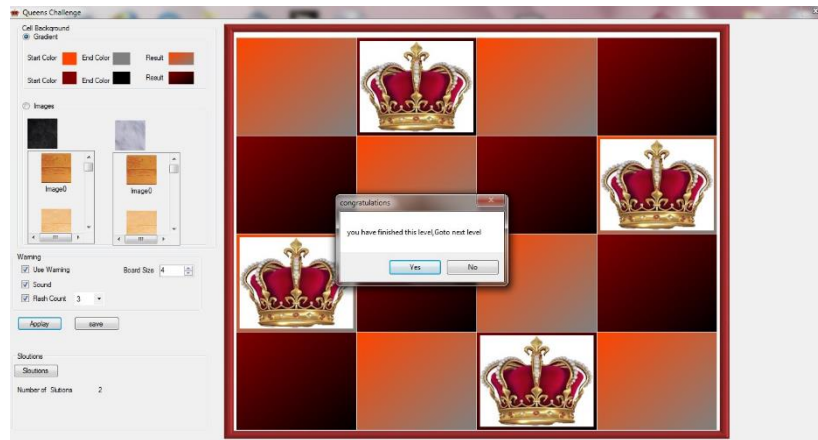 Queens Challenge
Cell Background
Gradient
Start Color End Color Result
Start Color End Color Result
Images
Image0 Image0
Warning
Use Warning Board Size 4
Sound
Flash Count 3
Applay save
Sloutions
Sloutions
Number of Slutions 2
congratulations
you have finished this level,Goto next level
Yes No